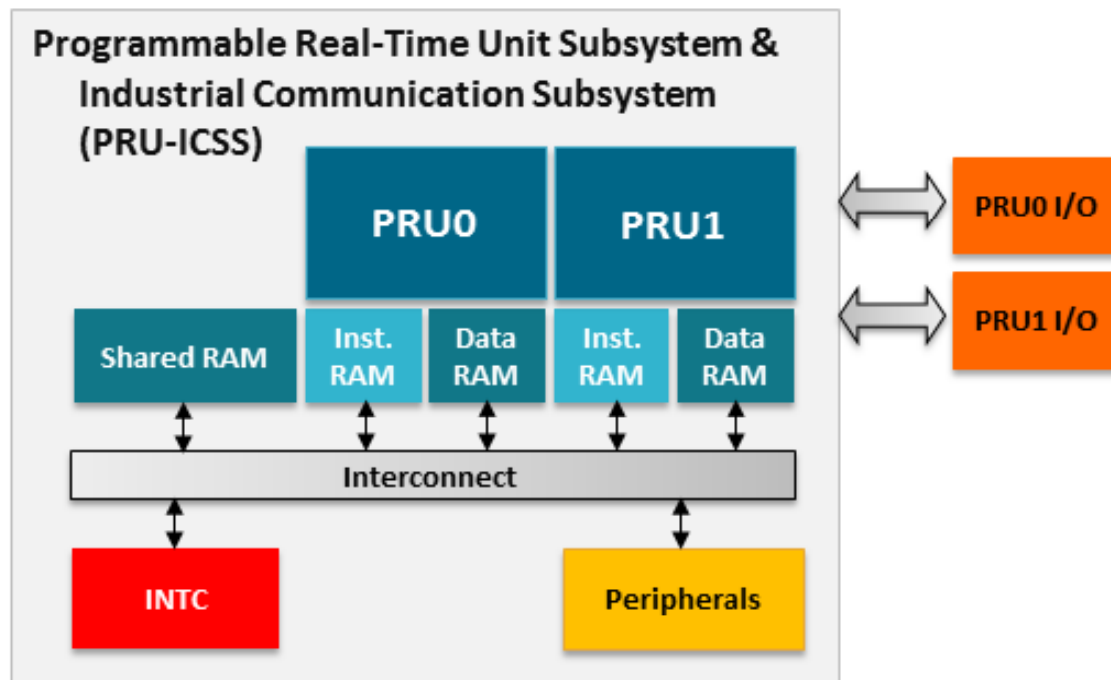 Programmable Real-Time Unit Subsystem &
Industrial Communication Subsystem
(PRU-ICSS)
PRU0
PRU1
PRU0 I/O
PRU1 I/O
Shared RAM
Inst.
RAM
Data
RAM
Inst.
RAM
Data
RAM
Interconnect
INTC
Peripherals